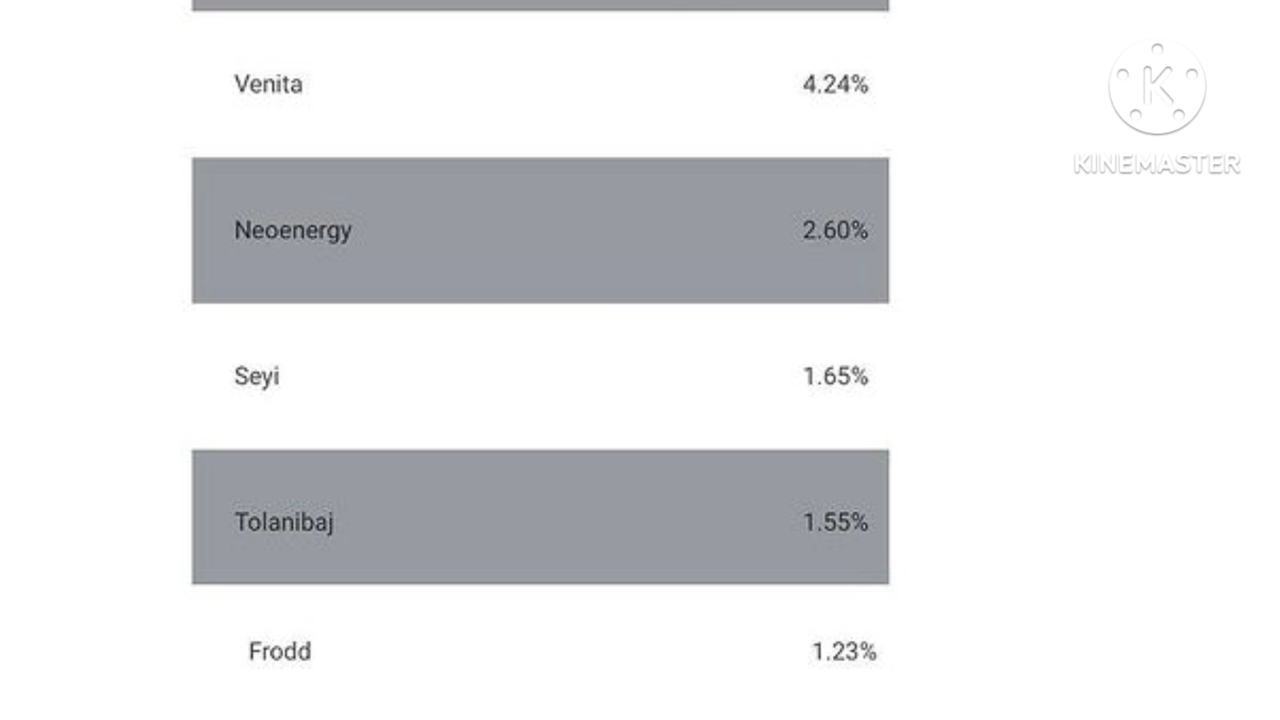 Venita 4.24%
KINEMASTER
Neoenergy 2.60%
Seyi 1.65%
Tolanibaj 1.55%
Frodd 1.23%